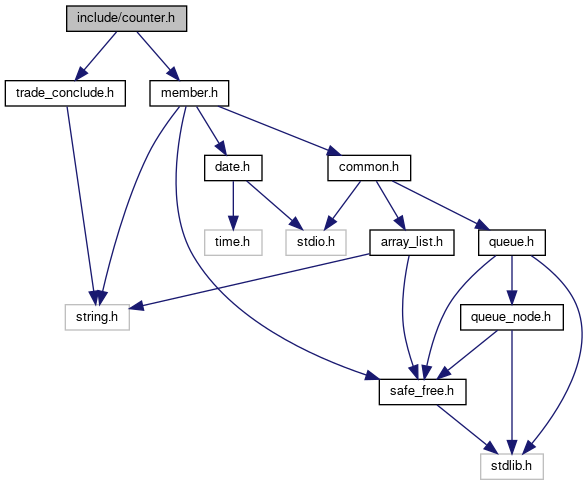 include/counter.h
trade_conclude.h
member.h
date.h
common.h
time.h
stdio.h
array_list.h
queue.h
string.h
queue_node.h
safe_free.h
stdlib.h